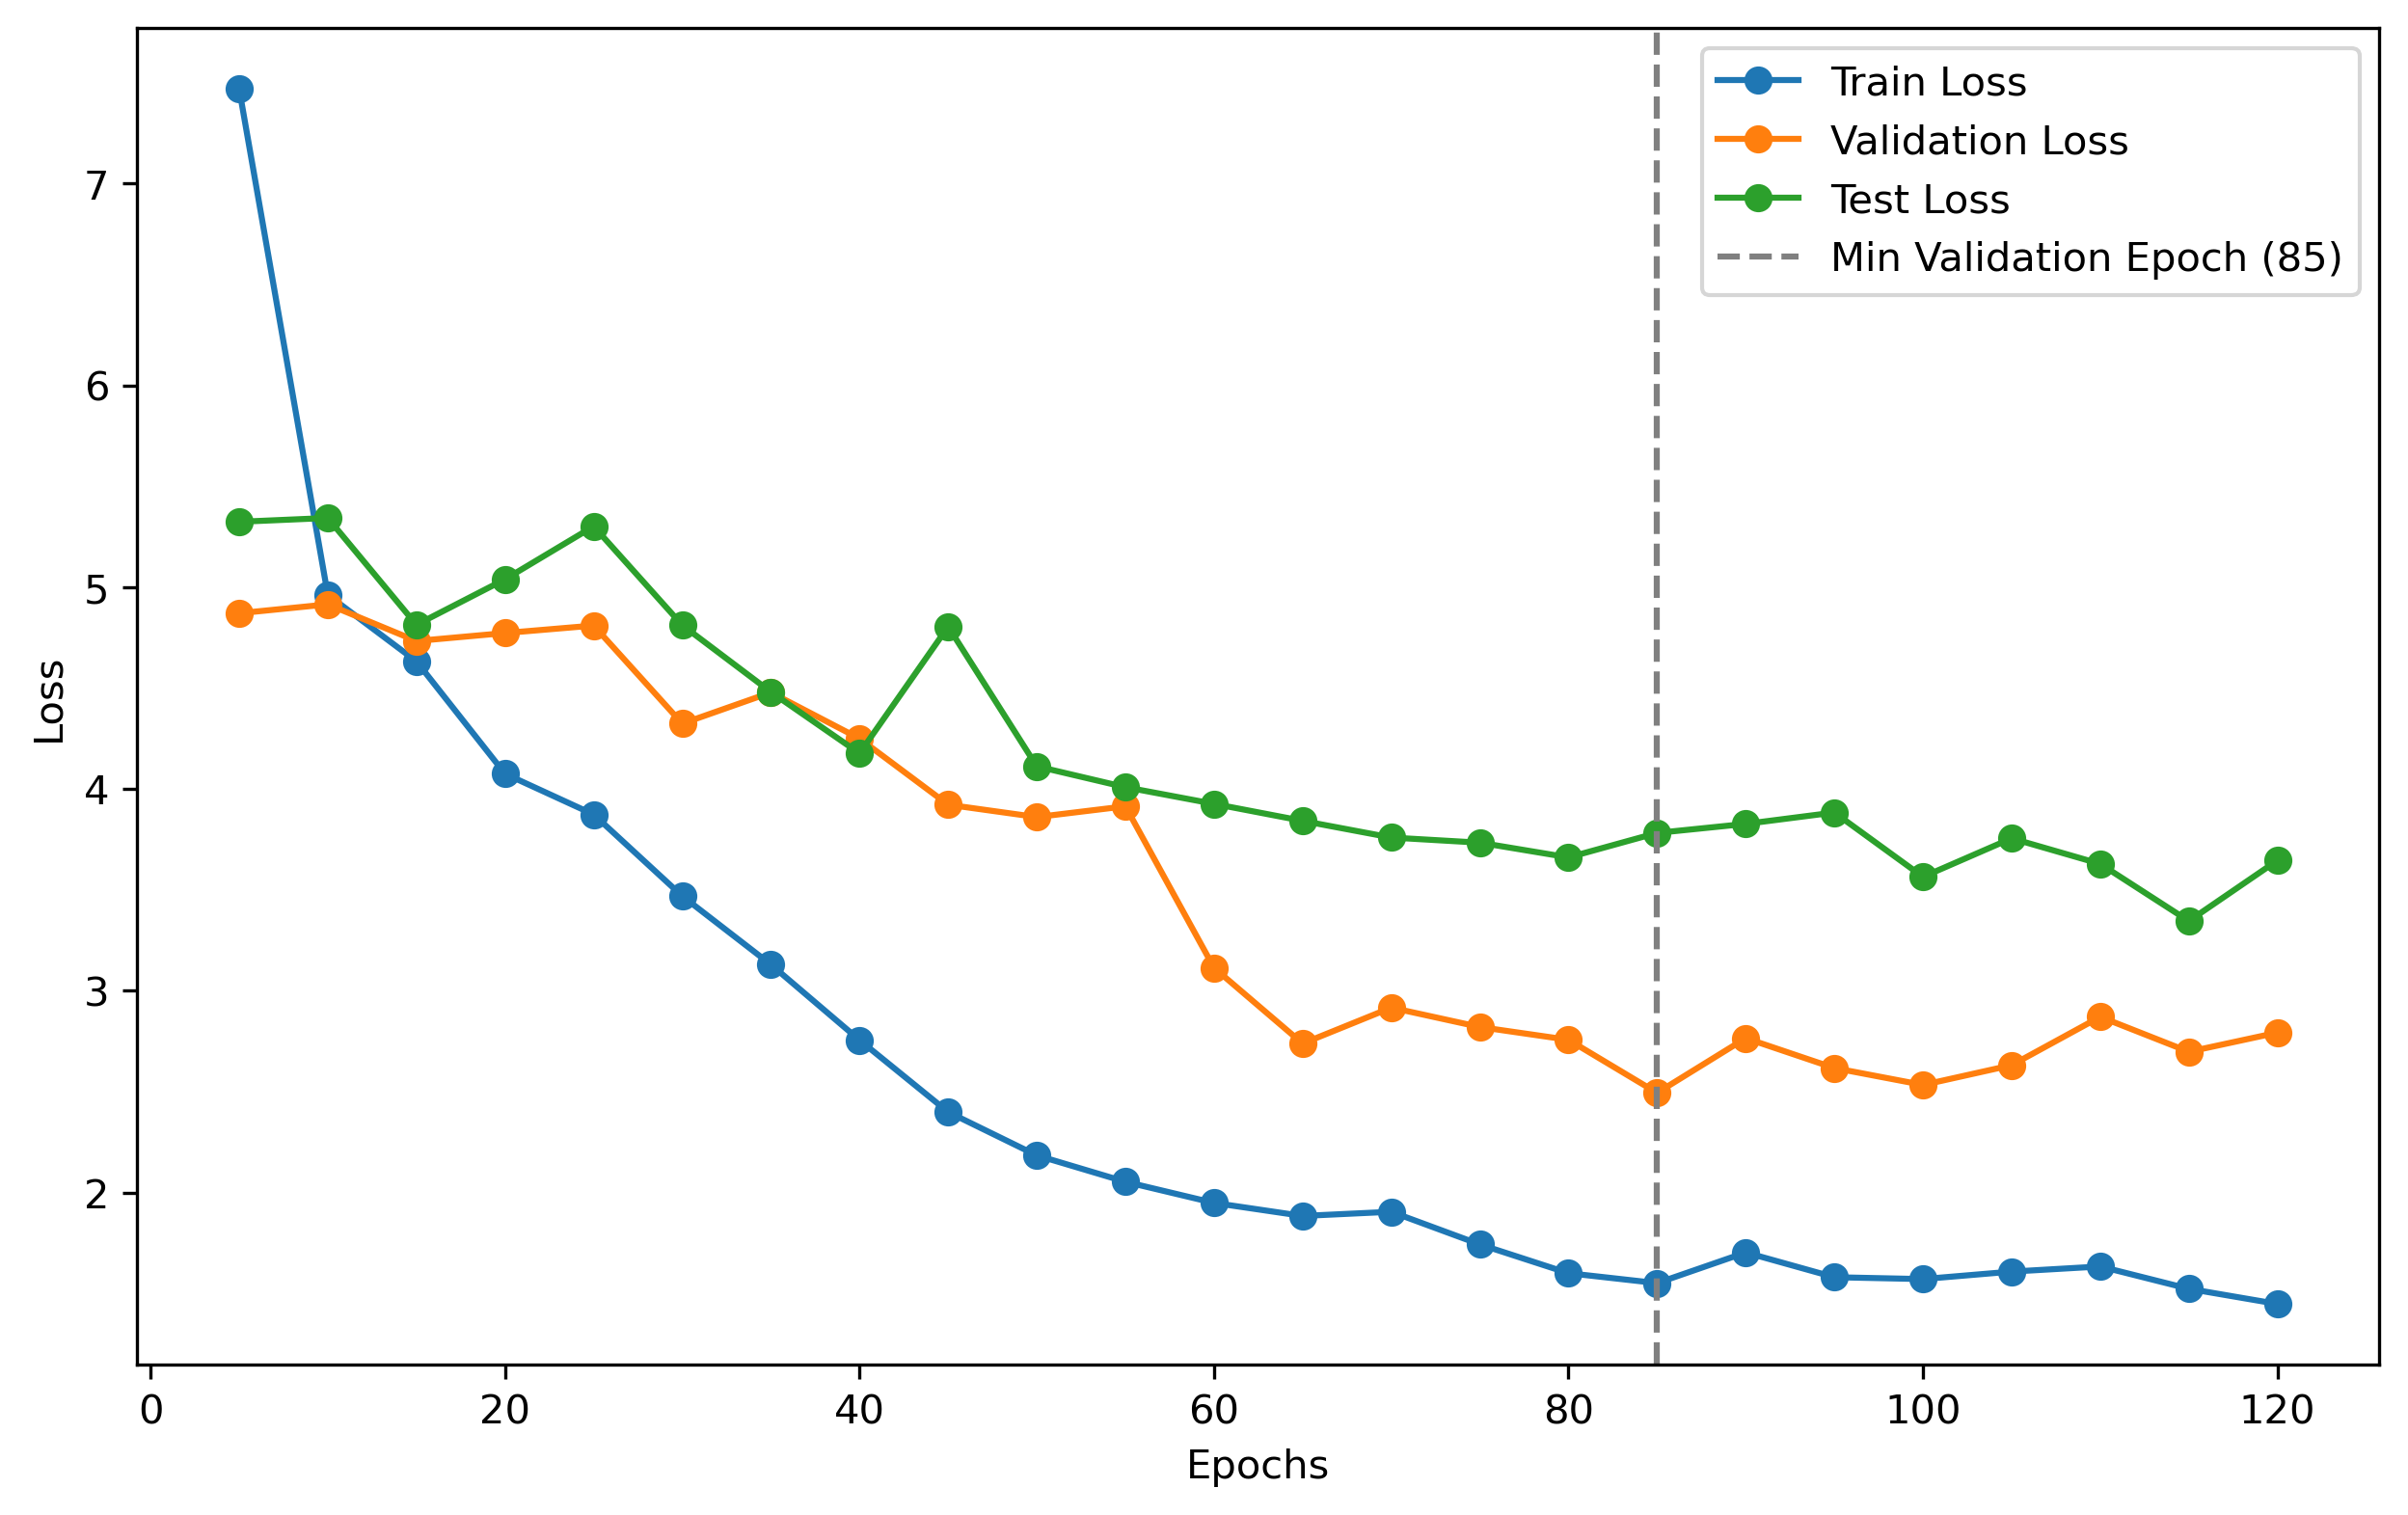 Train Loss
Validation Loss
Test Loss
Min Validation Epoch (85)
7
6
5
4
3
2
Loss
0 20 40 60 80 100 120
Epochs